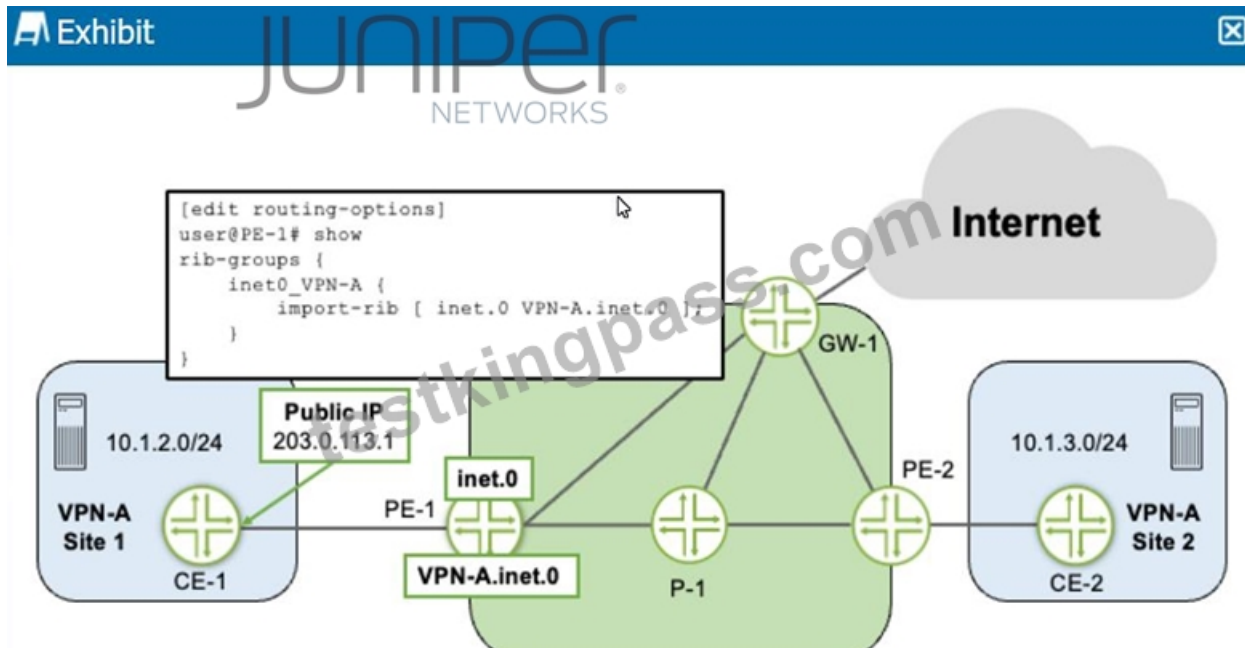 Exhibit
JUNIPER
NETWORKS
[edit routing-options]
user@PE-1# show
rib-groups {
inet0_VPN-A {
import-rib [ inet.0 VPN-A.inet.0 ];
}
}
Internet
GW-1
testkingpass.com
Public IP
203.0.113.1
10.1.2.0/24
VPN-A
Site 1
CE-1
PE-1
inet.0
VPN-A.inet.0
P-1
PE-2
10.1.3.0/24
VPN-A
Site 2
CE-2